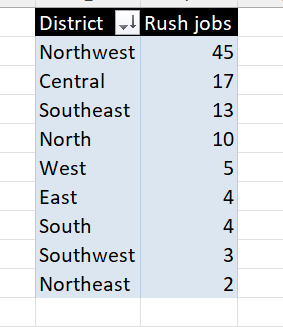 District Rush jobs
Northwest 45
Central 17
Southeast 13
North 10
West 5
East 4
South 4
Southwest 3
Northeast 2